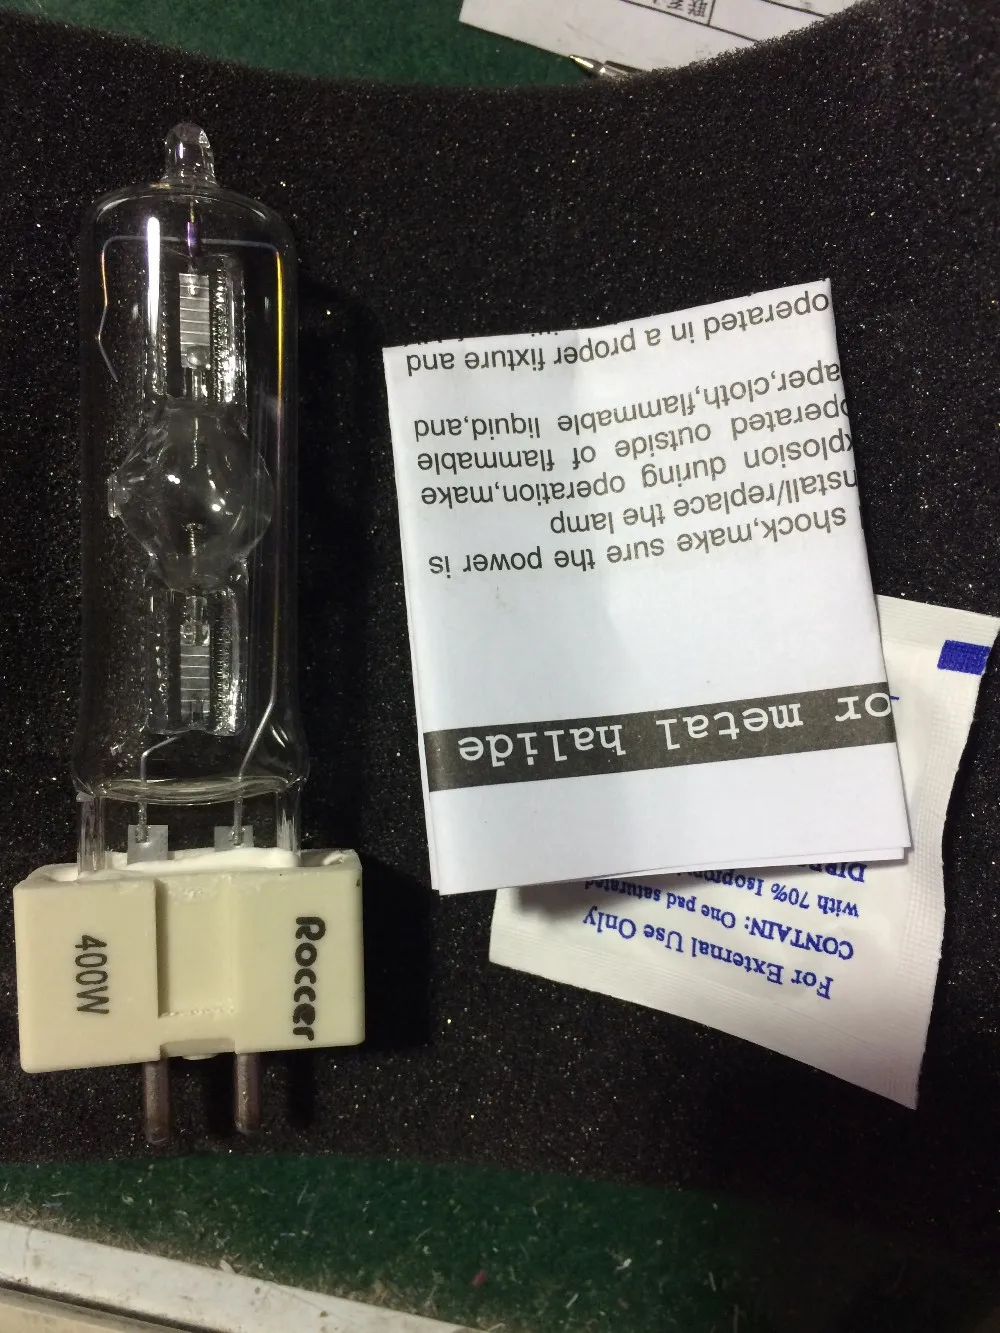 Roccer
400W
or metal halide
shock,make sure the power is
nstall/replace the lamp
xplosion during operation,make
operated outside of flammable
aper,cloth,flammable liquid,and
operated in a proper fixture and
For External Use Only
CONTAIN: One pad saturated
with 70% Isoprop